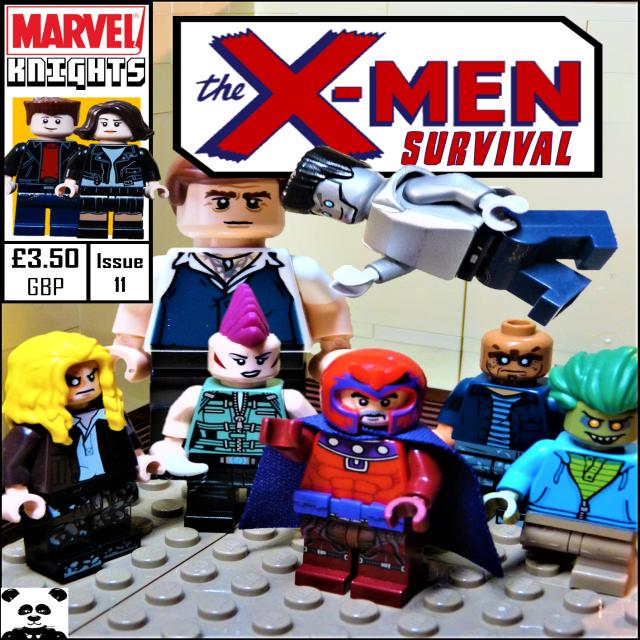 MARVEL
KNIGHTS
£3.50
GBP
Issue
11
the X-MEN
SURVIVAL